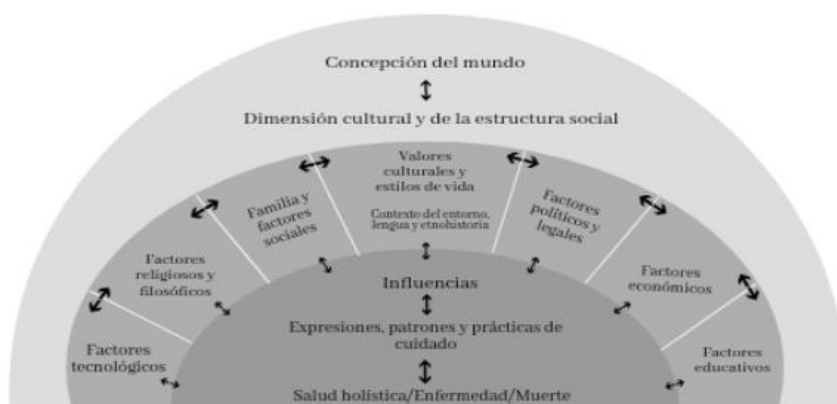 Concepción del mundo
Dimensión cultural y de la estructura social
Valores
culturales y
estilos de vida
Contexto del entorno,
lengua y etnohistoria
Familia y
factores
sociales
Factores
políticos y
legales
Factores
religiosos y
filosóficos
Factores
económicos
Factores
tecnológicos
Factores
educativos
Influencias
Expresiones, patrones y prácticas de
cuidado
Salud holística/Enfermedad/Muerte